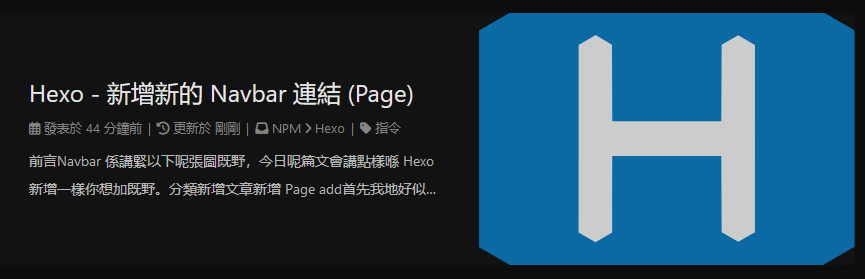 Hexo - 新增新的 Navbar 連結 (Page)
發表於 44 分鐘前 | 更新於 剛剛 | NPM > Hexo | 分類 指令
前言Navbar 係講緊以下呢張圖既野，今日呢篇文會講點樣喺 Hexo
新增一樣你想加既野。分類新增文章新增 Page add首先我地好似...
H